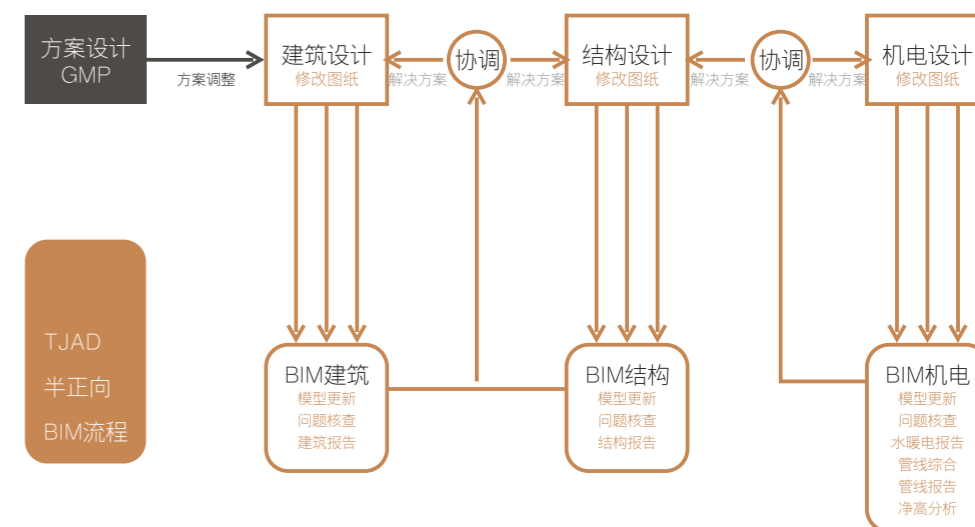 方案设计
GMP
方案调整
建筑设计
修改图纸
解决方案
协调
解决方案
结构设计
修改图纸
解决方案
协调
解决方案
机电设计
修改图纸
TJAD
半正向
BIM流程
BIM建筑
模型更新
问题核查
建筑报告
BIM结构
模型更新
问题核查
结构报告
BIM机电
模型更新
问题核查
水暖电报告
管线综合
管线报告
净高分析